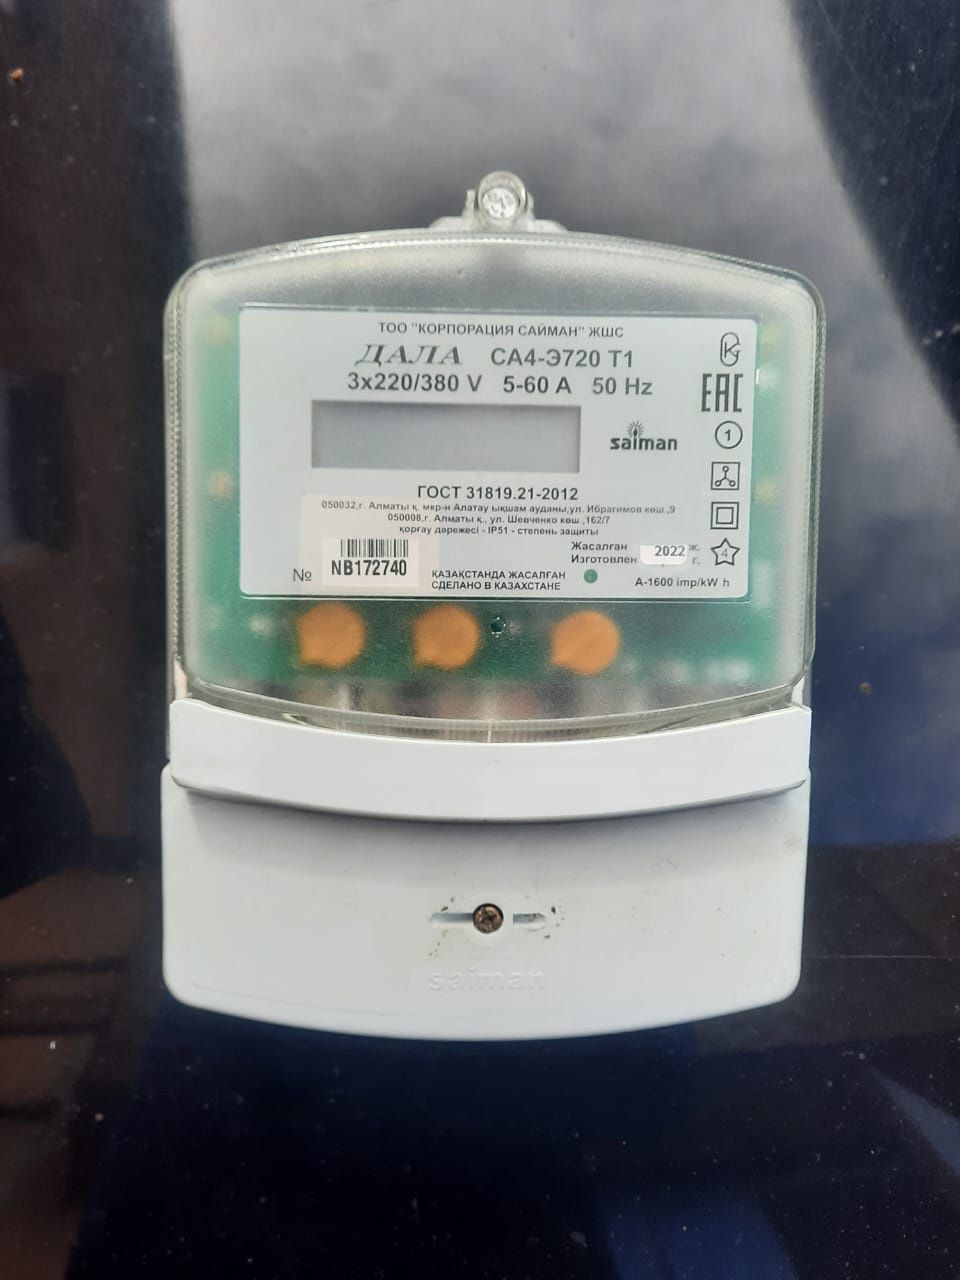 ТОО "КОРПОРАЦИЯ САЙМАН" ЖШС
ДАЛА СА4-Э720 Т1
3x220/380 V 5-60 A 50 Hz
EAC
saiman
1
ГОСТ 31819.21-2012
050032,г. Алматы қ. мкр-н Алатау ықшам ауданы,ул. Ибрагимов көш.,9
050008,г. Алматы қ., ул. Шевченко көш.,162/7
қорғау дәрежесі - IP51 - степень защиты
Жасалған 2022 ж.
Изготовлен г.
4
№ NB172740
ҚАЗАҚСТАНДА ЖАСАЛҒАН
СДЕЛАНО В КАЗАХСТАНЕ
A-1600 imp/kW h
saiman